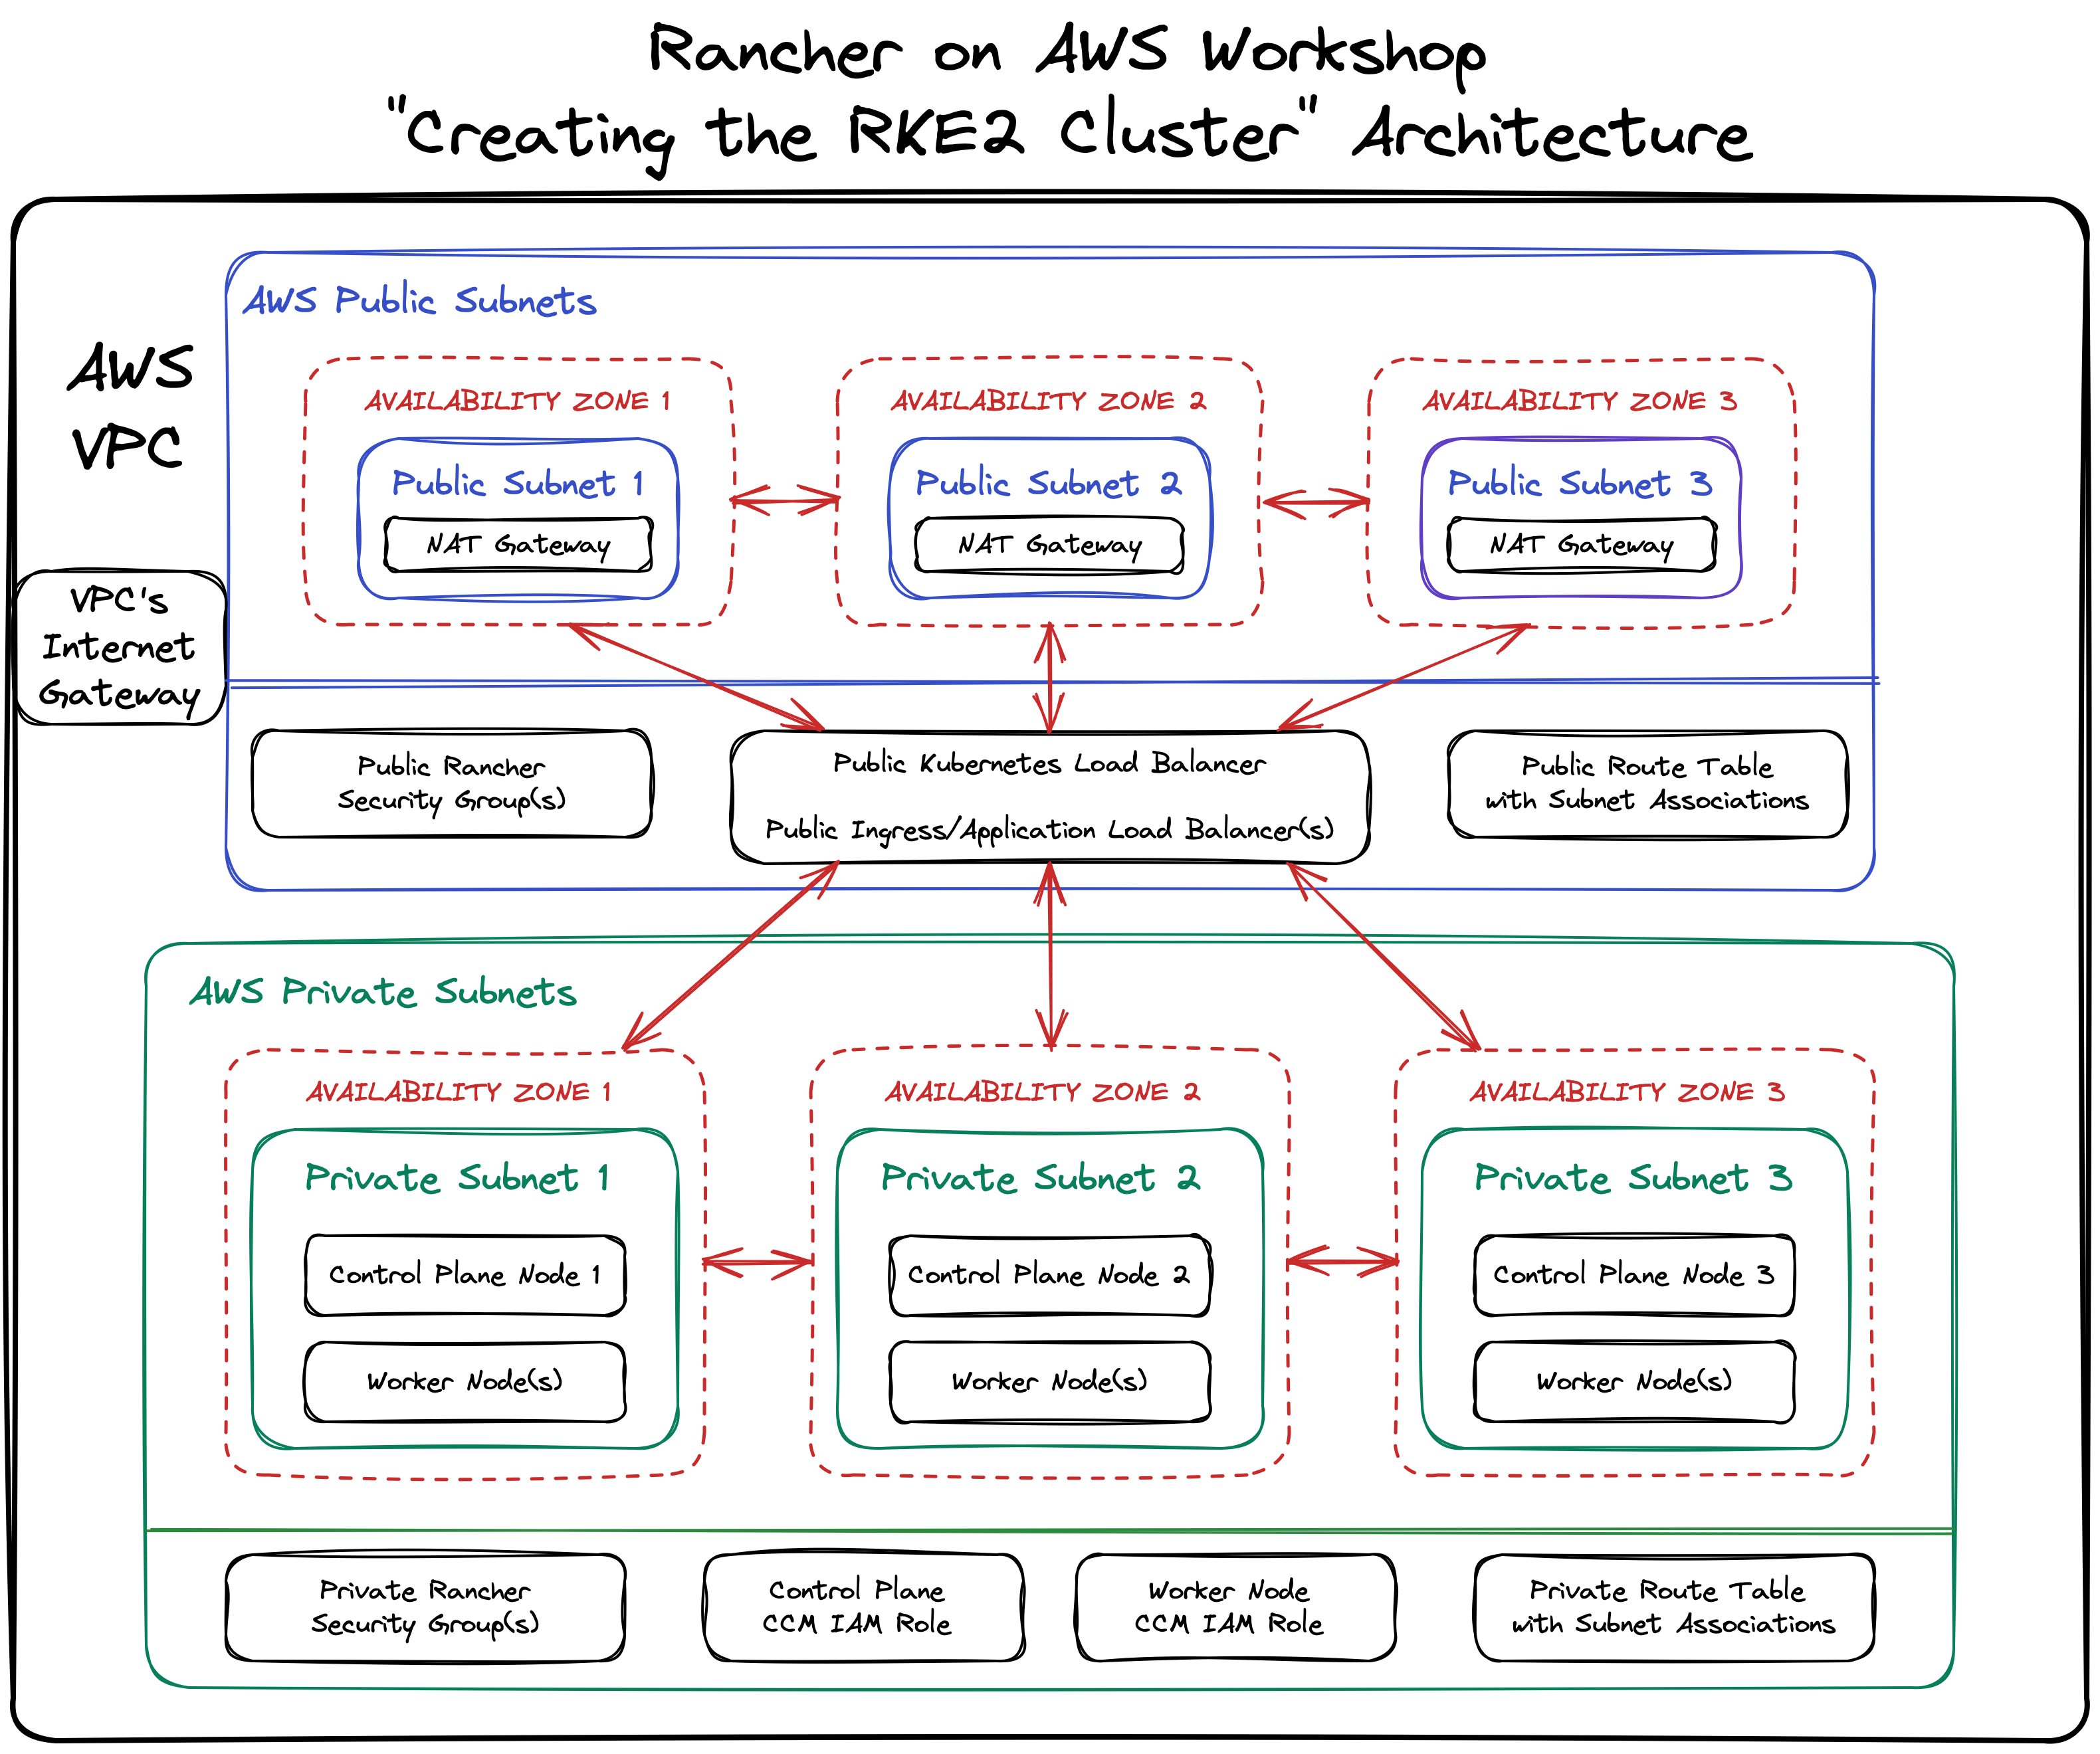 Rancher on AWS Workshop
"Creating the RKE2 Cluster" Architecture
AWS
VPC
VPC's
Internet
Gateway
AWS Public Subnets
AVAILABILITY ZONE 1
Public Subnet 1
NAT Gateway
AVAILABILITY ZONE 2
Public Subnet 2
NAT Gateway
AVAILABILITY ZONE 3
Public Subnet 3
NAT Gateway
Public Rancher
Security Group(s)
Public Kubernetes Load Balancer
Public Ingress/Application Load Balancer(s)
Public Route Table
with Subnet Associations
AWS Private Subnets
AVAILABILITY ZONE 1
Private Subnet 1
Control Plane Node 1
Worker Node(s)
AVAILABILITY ZONE 2
Private Subnet 2
Control Plane Node 2
Worker Node(s)
AVAILABILITY ZONE 3
Private Subnet 3
Control Plane Node 3
Worker Node(s)
Private Rancher
Security Group(s)
Control Plane
CCM IAM Role
Worker Node
CCM IAM Role
Private Route Table
with Subnet Associations